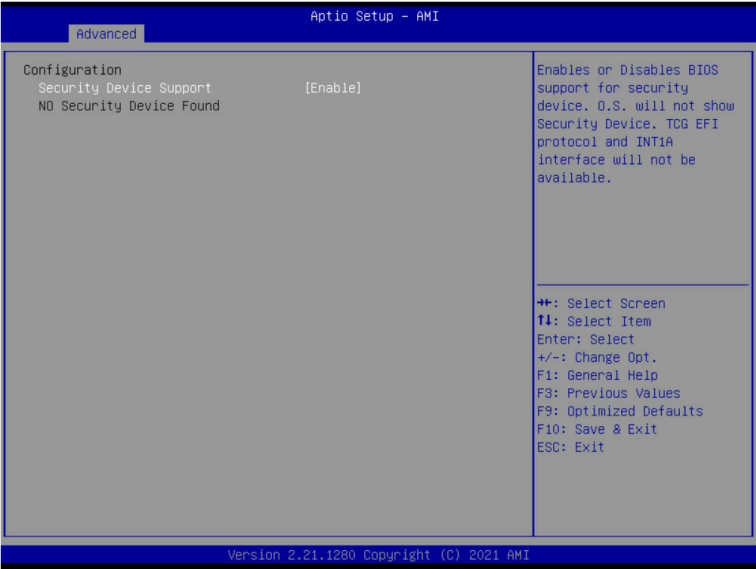 Aptio Setup – AMI
Advanced
Configuration
Security Device Support [Enable]
NO Security Device Found
Enables or Disables BIOS
support for security
device. O.S. will not show
Security Device. TCG EFI
protocol and INT1A
interface will not be
available.
→←: Select Screen
↑↓: Select Item
Enter: Select
+/-: Change Opt.
F1: General Help
F3: Previous Values
F9: Optimized Defaults
F10: Save & Exit
ESC: Exit
Version 2.21.1280 Copyright (C) 2021 AMI